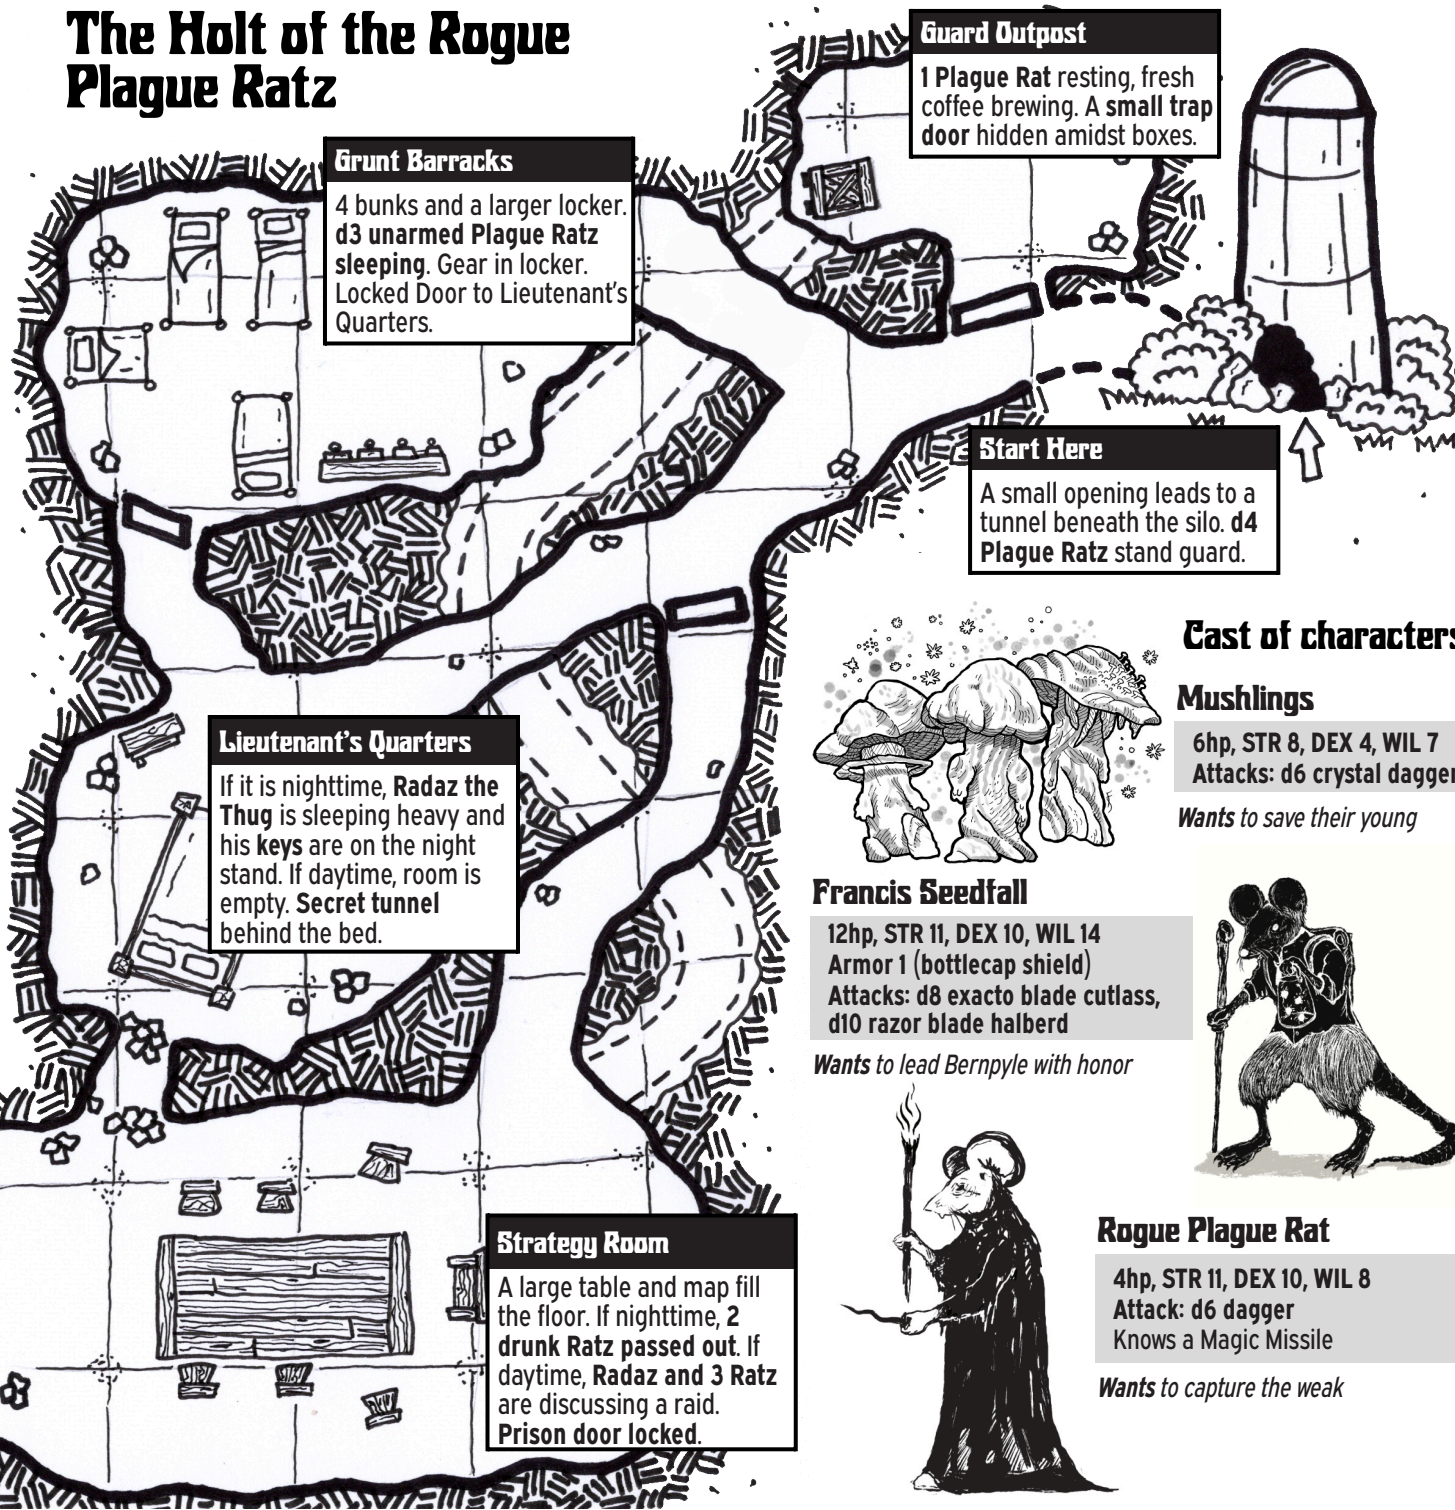 The Holt of the Rogue
Plague Ratz
Guard Outpost
1 Plague Rat resting, fresh
coffee brewing. A small trap
door hidden amidst boxes.
Grunt Barracks
4 bunks and a larger locker.
d3 unarmed Plague Ratz
sleeping. Gear in locker.
Locked Door to Lieutenant's
Quarters.
Start Here
A small opening leads to a
tunnel beneath the silo. d4
Plague Ratz stand guard.
Lieutenant's Quarters
If it is nighttime, Radaz the
Thug is sleeping heavy and
his keys are on the night
stand. If daytime, room is
empty. Secret tunnel
behind the bed.
Strategy Room
A large table and map fill
the floor. If nighttime, 2
drunk Ratz passed out. If
daytime, Radaz and 3 Ratz
are discussing a raid.
Prison door locked.
Cast of characters
Mushlings
6hp, STR 8, DEX 4, WIL 7
Attacks: d6 crystal dagger
Wants to save their young
Francis Seedfall
12hp, STR 11, DEX 10, WIL 14
Armor 1 (bottlecap shield)
Attacks: d8 exacto blade cutlass,
d10 razor blade halberd
Wants to lead Bernpyle with honor
Rogue Plague Rat
4hp, STR 11, DEX 10, WIL 8
Attack: d6 dagger
Knows a Magic Missile
Wants to capture the weak